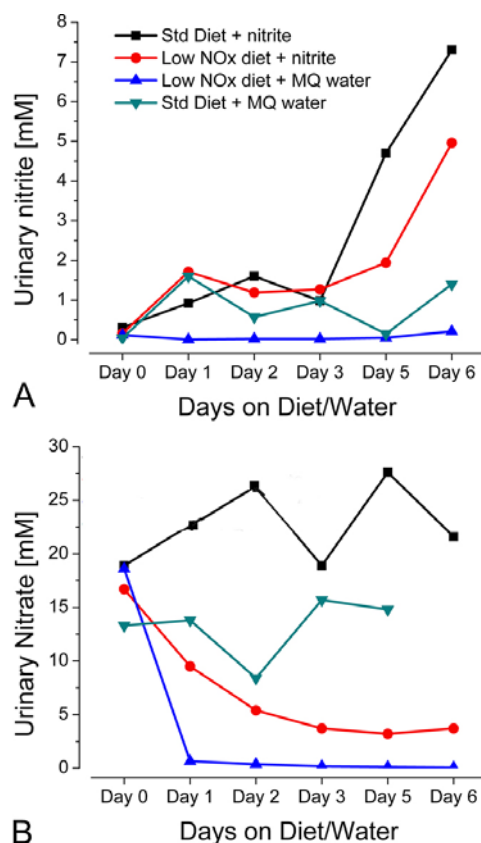 Std Diet + nitrite
Low NOx diet + nitrite
Low NOx diet + MQ water
Std Diet + MQ water
Urinary nitrite [mM]
8
7
6
5
4
3
2
1
0
Day 0 Day 1 Day 2 Day 3 Day 5 Day 6
A
Days on Diet/Water
Urinary Nitrate [mM]
30
25
20
15
10
5
0
Day 0 Day 1 Day 2 Day 3 Day 5 Day 6
B
Days on Diet/Water